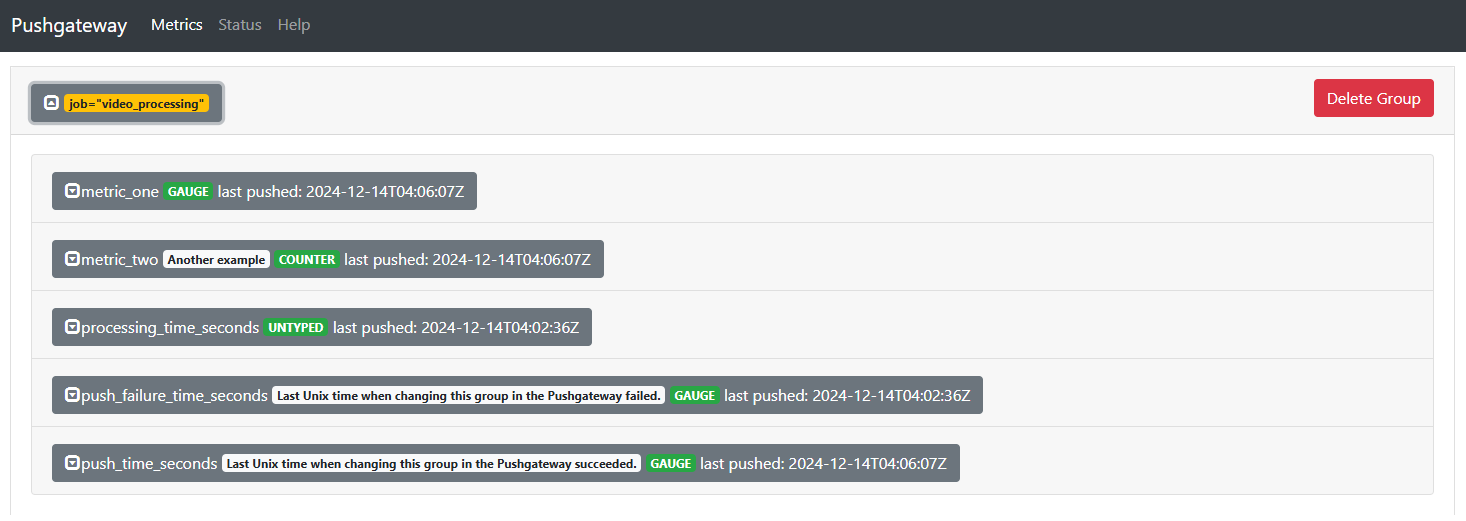 Pushgateway Metrics Status Help
job="video_processing" Delete Group
metric_one GAUGE last pushed: 2024-12-14T04:06:07Z
metric_two Another example COUNTER last pushed: 2024-12-14T04:06:07Z
processing_time_seconds UNTYPED last pushed: 2024-12-14T04:02:36Z
push_failure_time_seconds Last Unix time when changing this group in the Pushgateway failed. GAUGE last pushed: 2024-12-14T04:02:36Z
push_time_seconds Last Unix time when changing this group in the Pushgateway succeeded. GAUGE last pushed: 2024-12-14T04:06:07Z